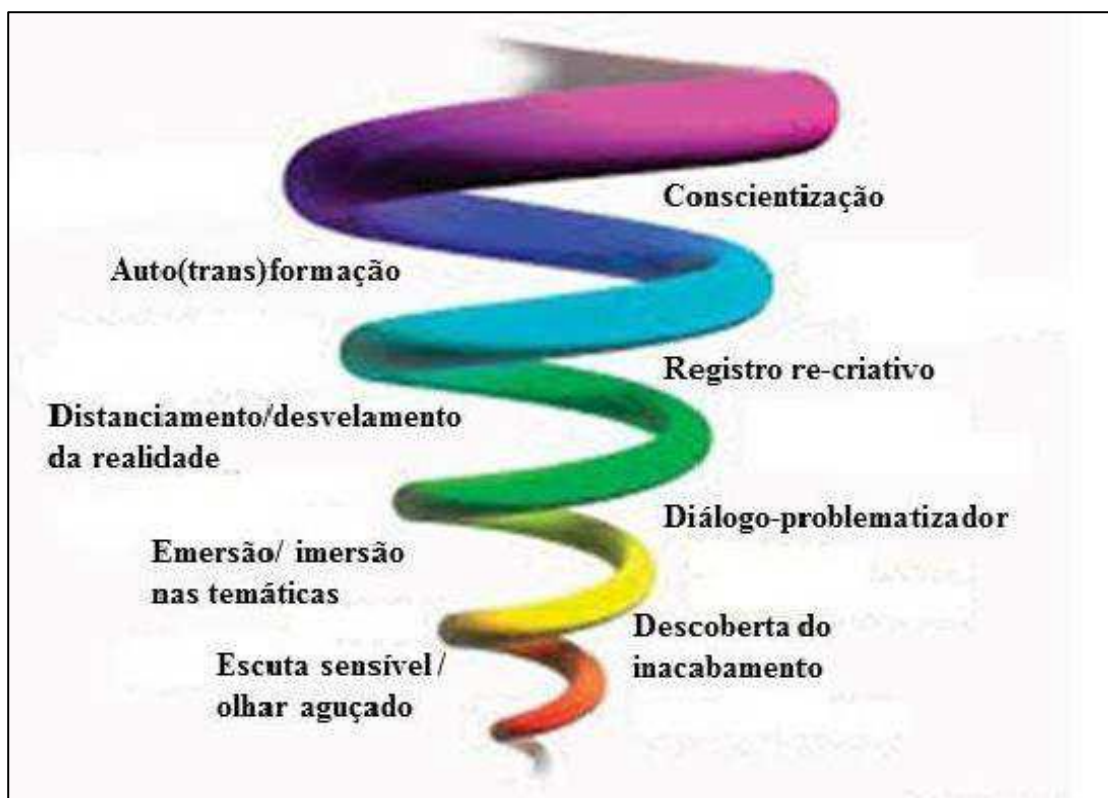 Conscientização
Auto(trans)formação
Registro re-criativo
Distanciamento/desvelamento
da realidade
Diálogo-problematizador
Emersão/ imersão
nas temáticas
Descoberta do
inacabamento
Escuta sensível /
olhar aguçado